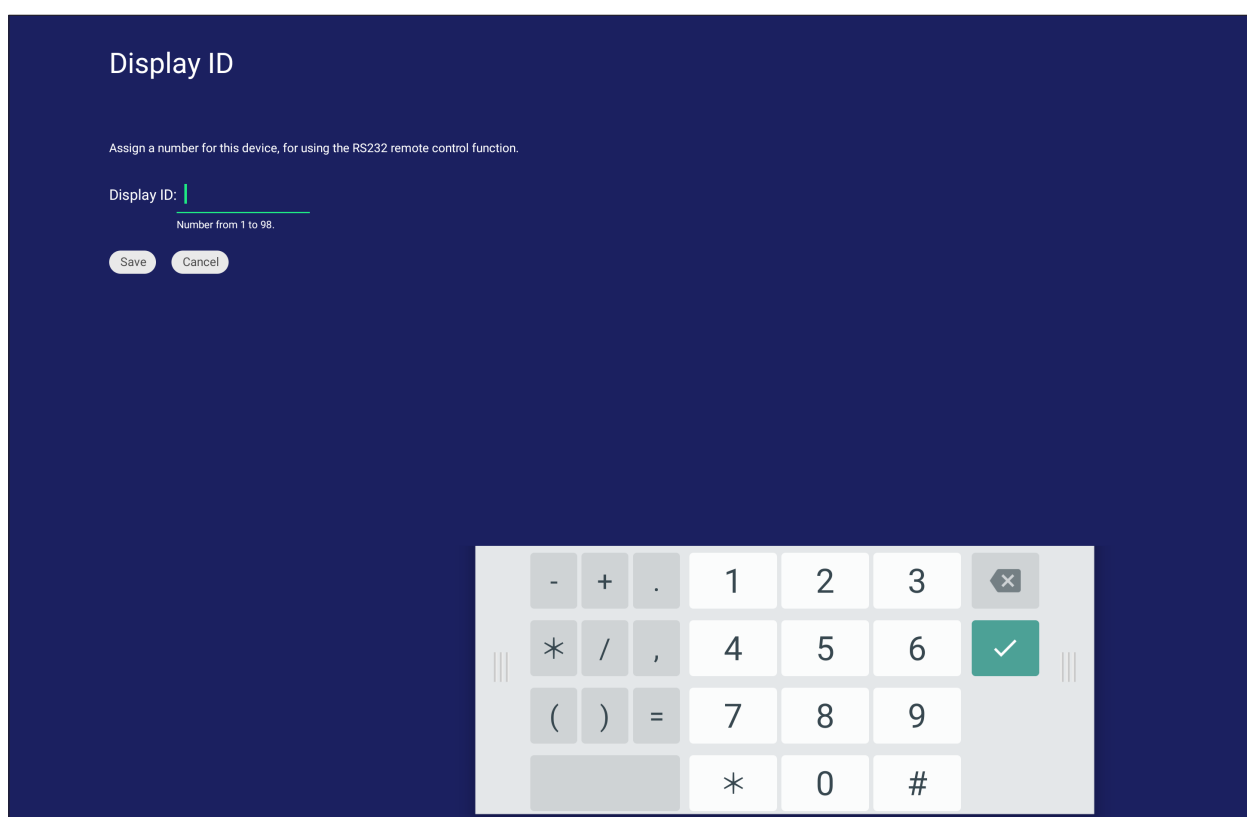 Display ID
Assign a number for this device, for using the RS232 remote control function.
Display ID:
Number from 1 to 98.
Save Cancel
- + . 1 2 3
* / , 4 5 6
( ) = 7 8 9
* 0 #